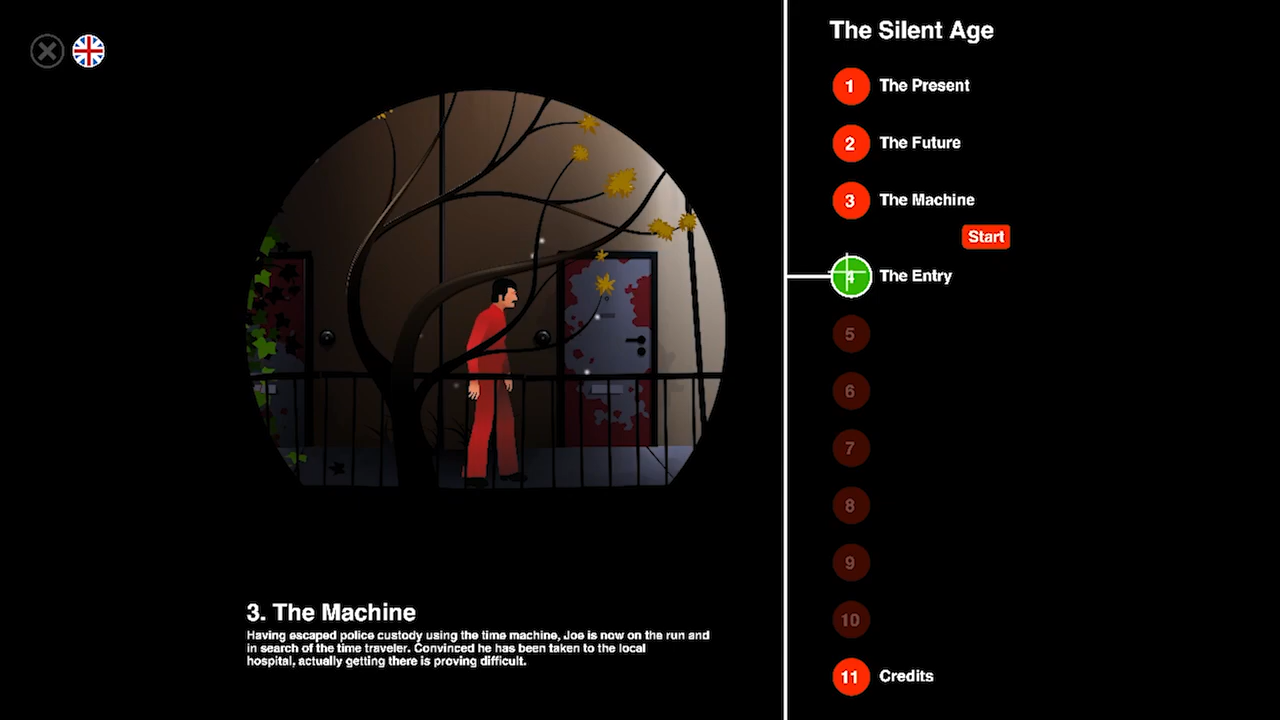 The Silent Age
1 The Present
2 The Future
3 The Machine
Start
4 The Entry
5
6
7
8
9
10
11 Credits
3. The Machine
Having escaped police custody using the time machine, Joe is now on the run and
in search of the time traveler. Convinced he has been taken to the local
hospital, actually getting there is proving difficult.